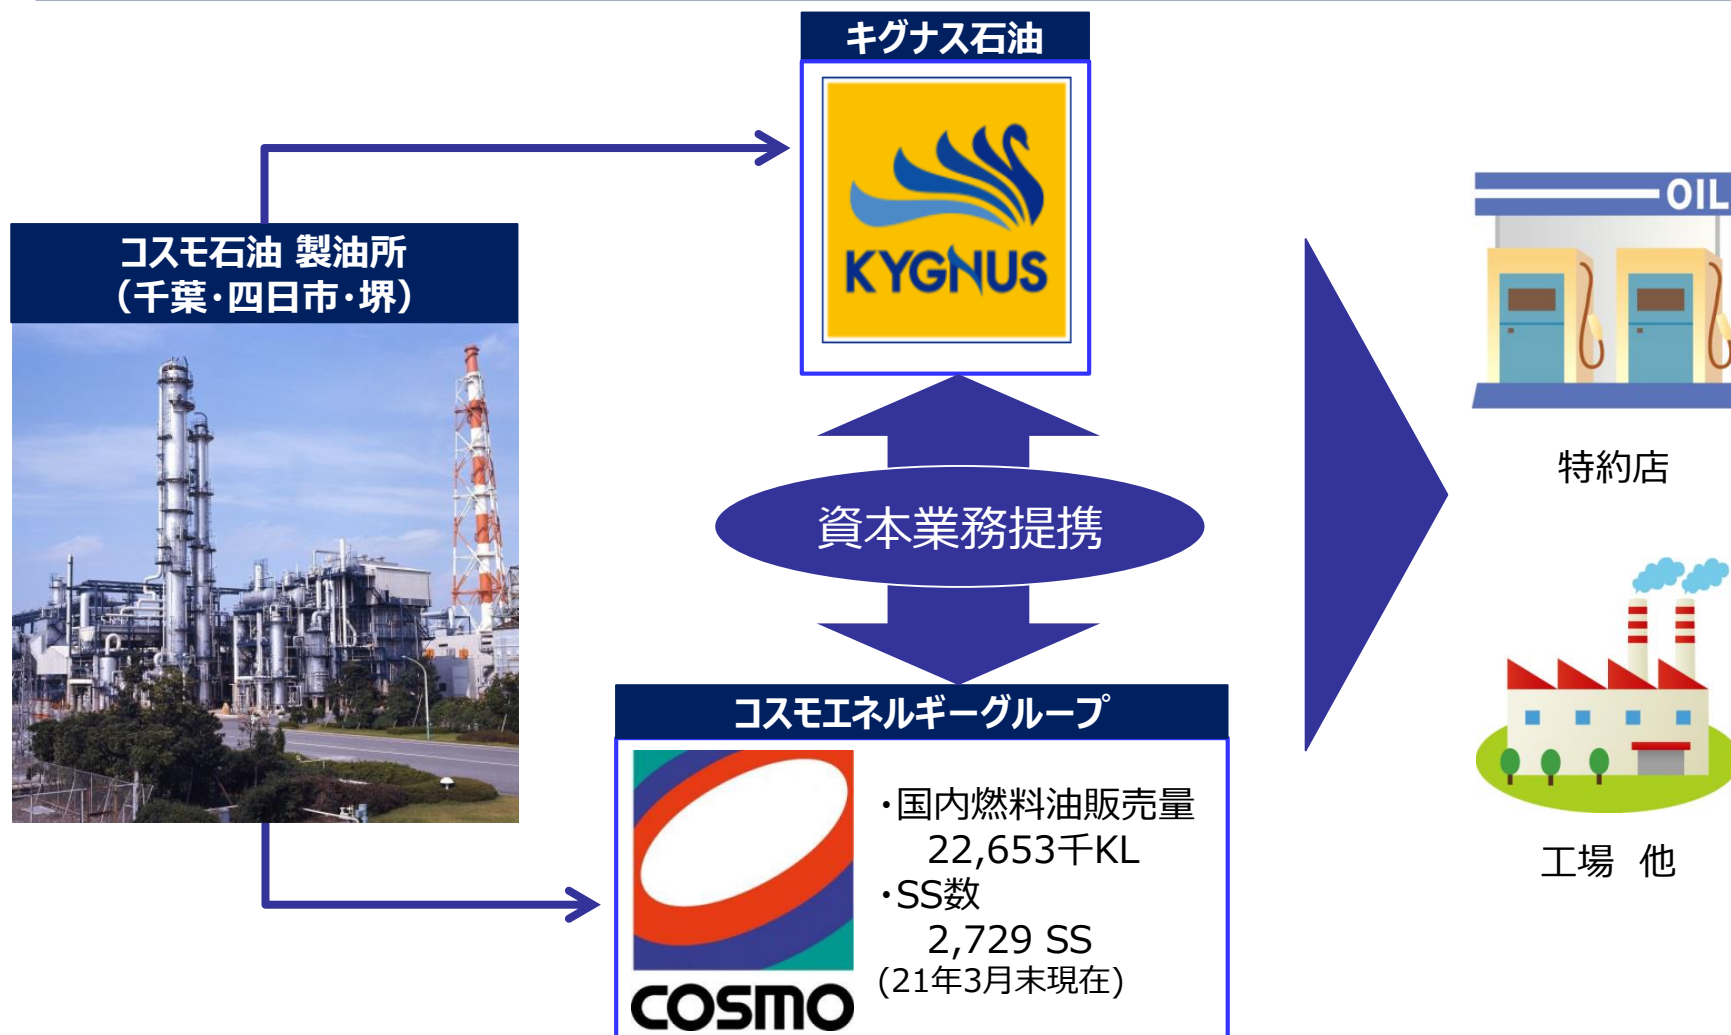 キグナス石油
KYGNUS
OIL
コスモ石油 製油所
（千葉・四日市・堺）
特約店
資本業務提携
コスモエネルギーグループ
・国内燃料油販売量
22,653千KL
・SS数
2,729 SS
(21年3月末現在)
COSMO
工場　他